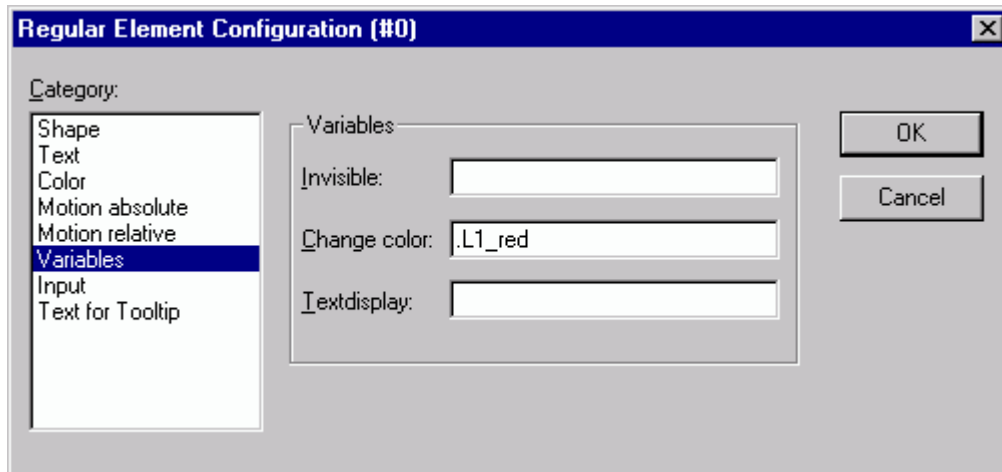 Regular Element Configuration (#0)
Category:
Shape
Text
Color
Motion absolute
Motion relative
Variables
Input
Text for Tooltip
Variables
Invisible:
Change color: .L1_red
Textdisplay:
OK
Cancel